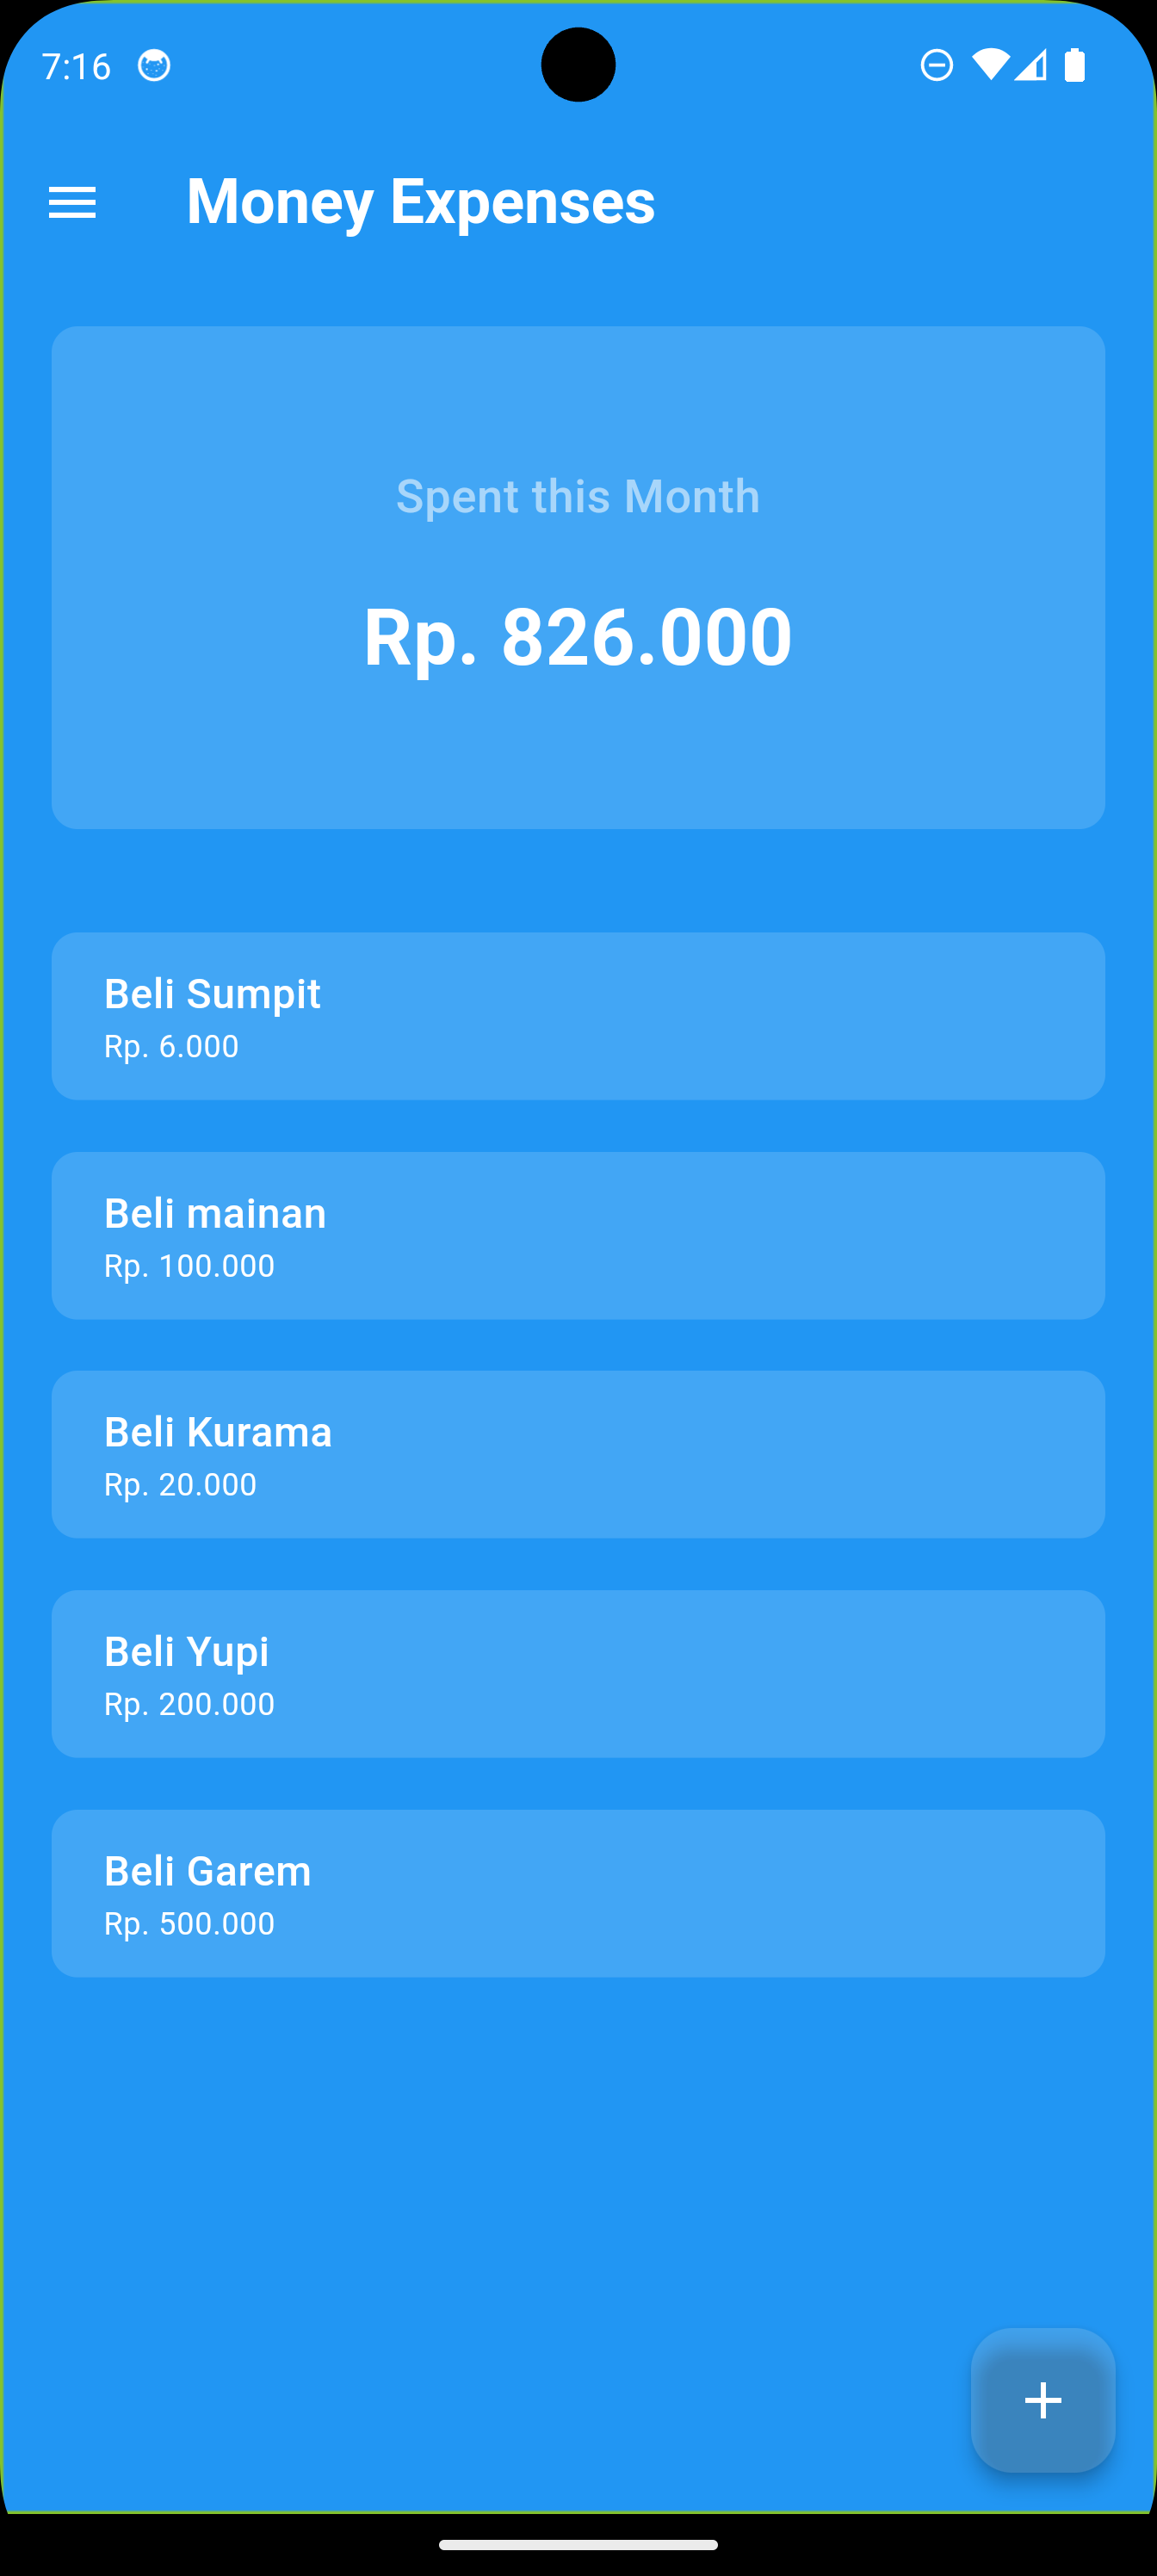 7:16
Money Expenses
Spent this Month
Rp. 826.000
Beli Sumpit
Rp. 6.000
Beli mainan
Rp. 100.000
Beli Kurama
Rp. 20.000
Beli Yupi
Rp. 200.000
Beli Garem
Rp. 500.000